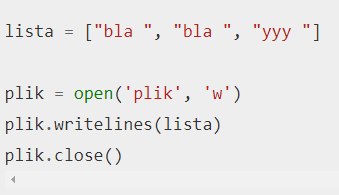 lista = ["bla ", "bla ", "yyy "]
plik = open('plik', 'w')
plik.writelines(lista)
plik.close()